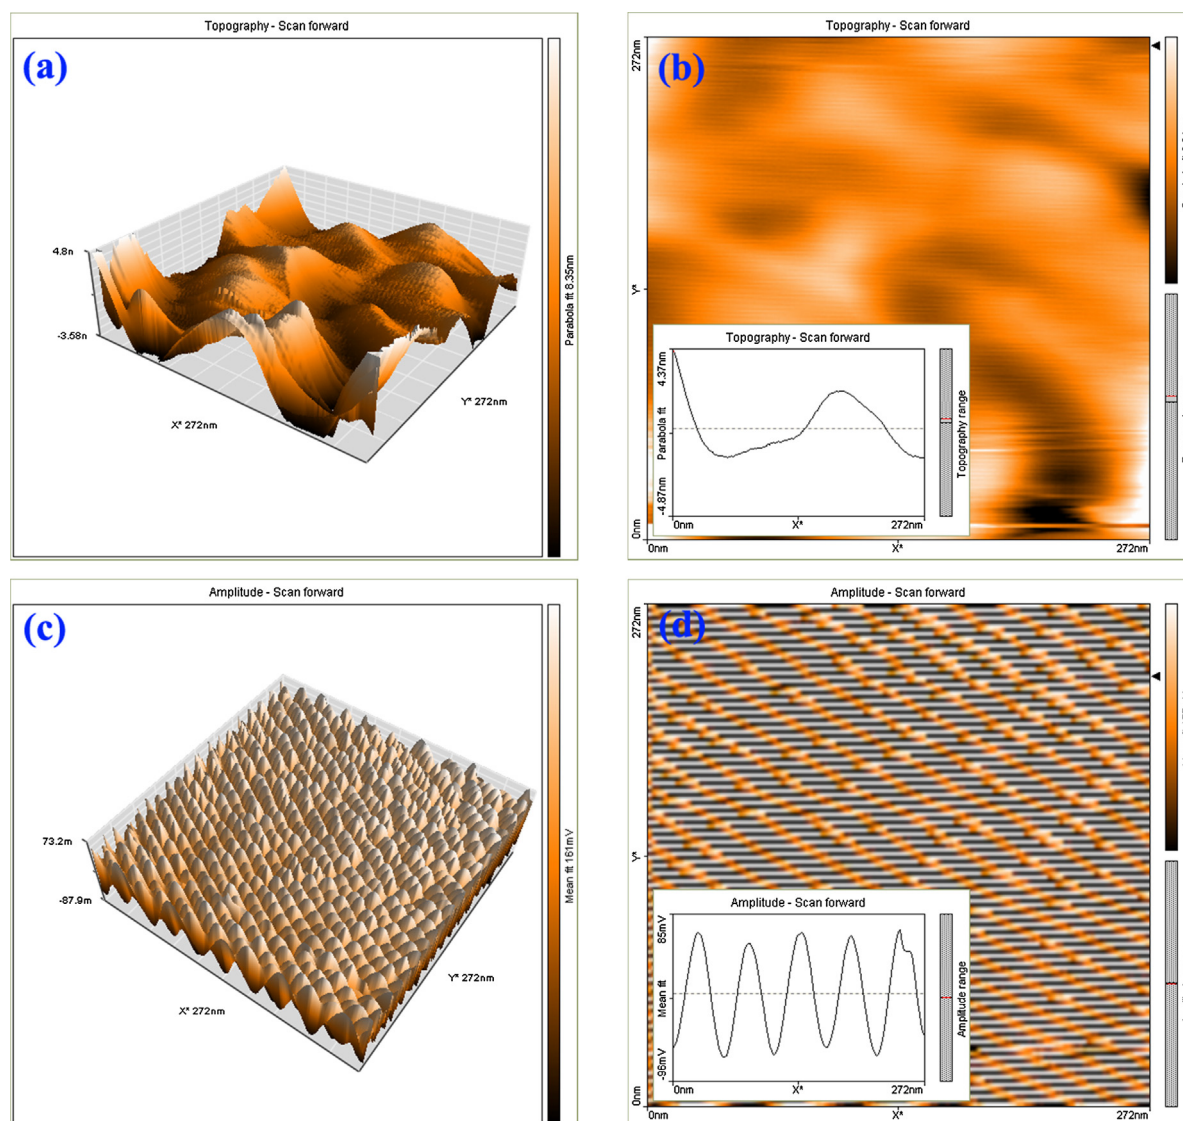 Topography - Scan forward
(a)
4.8n
-3.58n
X* 272nm
Y* 272nm
Parabola fit 8.35nm
Topography - Scan forward
(b)
272nm
Y*
0nm
0nm
X*
272nm
Topography - Scan forward
4.37nm
Parabola fit
-4.87nm
0nm
X*
272nm
Topography range
Amplitude - Scan forward
(c)
73.2m
-87.9m
X* 272nm
Y* 272nm
Mean fit 161mV
Amplitude - Scan forward
(d)
272nm
Y*
0nm
0nm
X*
272nm
Amplitude - Scan forward
85mV
Mean fit
-96mV
0nm
X*
272nm
Amplitude range